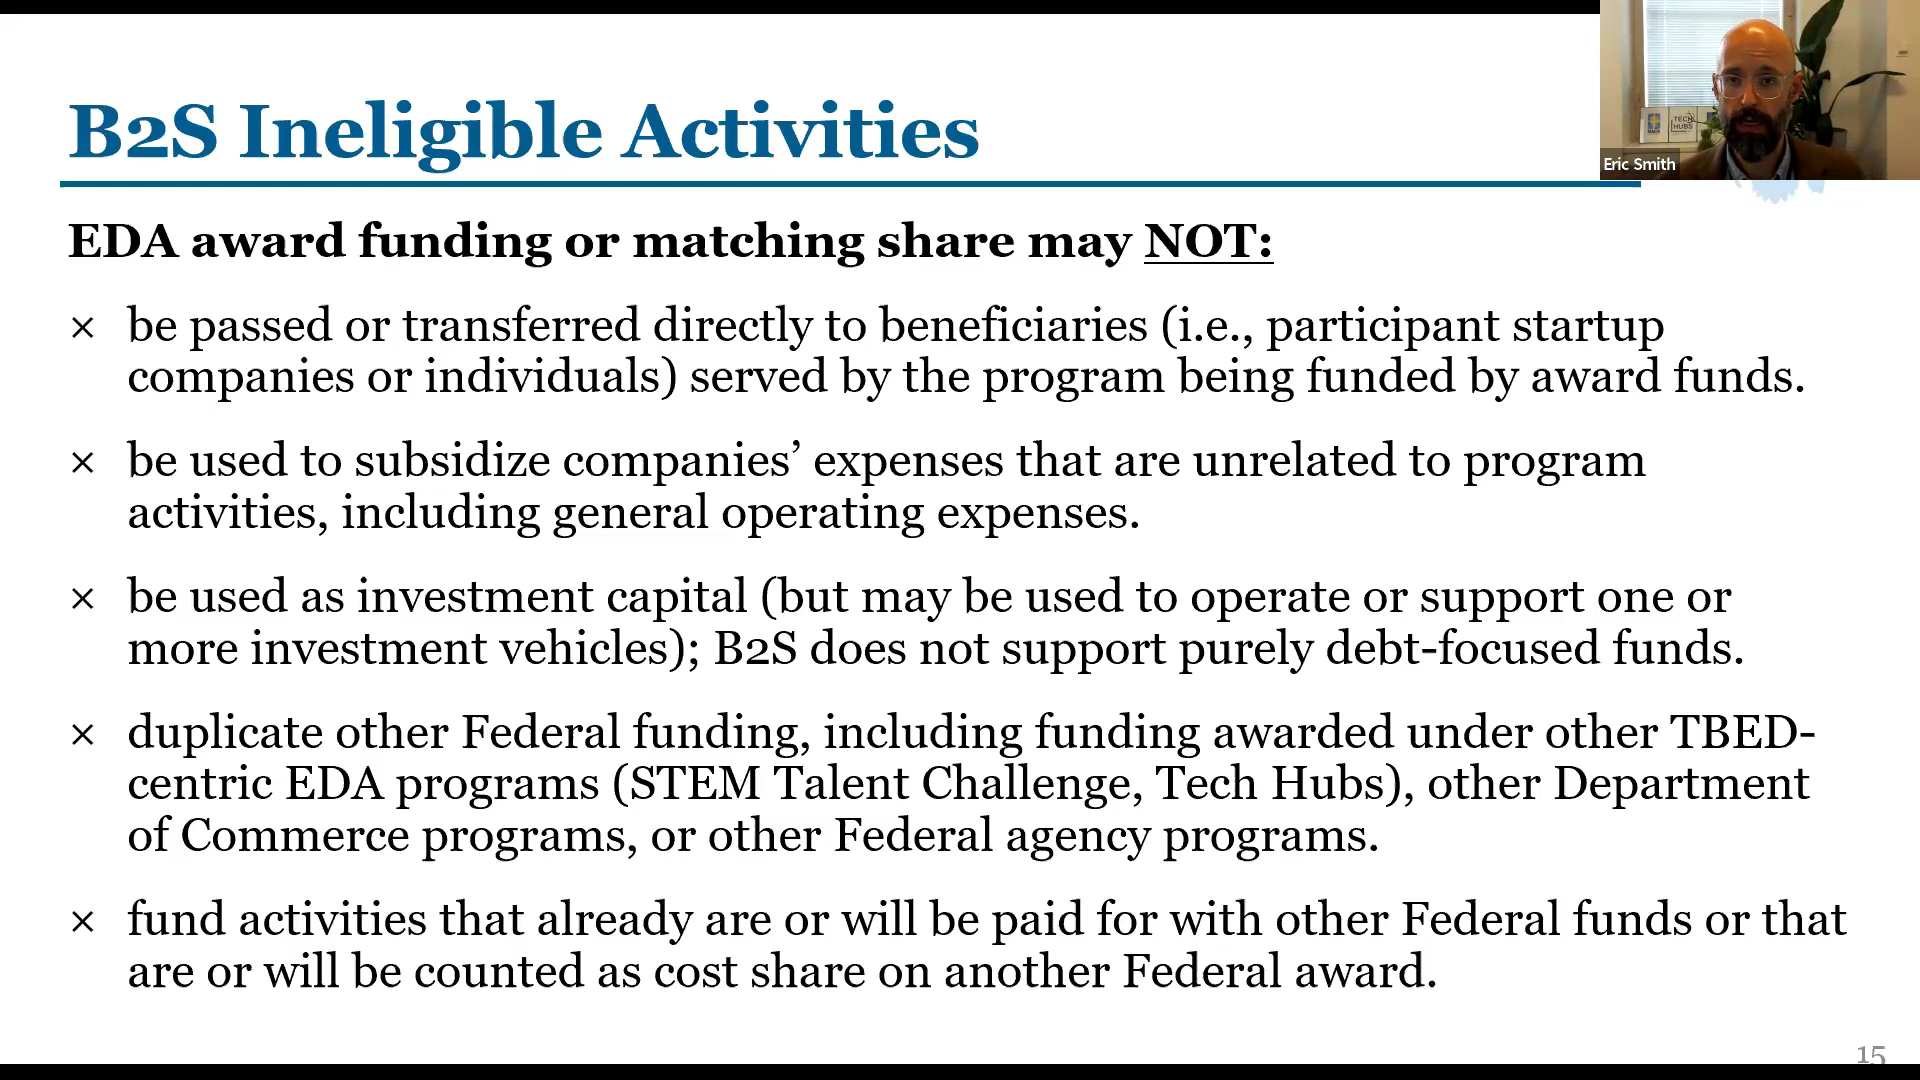 B2S Ineligible Activities
TECH
HUBS
Eric Smith
EDA award funding or matching share may NOT:
× be passed or transferred directly to beneficiaries (i.e., participant startup
companies or individuals) served by the program being funded by award funds.
× be used to subsidize companies’ expenses that are unrelated to program
activities, including general operating expenses.
× be used as investment capital (but may be used to operate or support one or
more investment vehicles); B2S does not support purely debt-focused funds.
× duplicate other Federal funding, including funding awarded under other TBED-
centric EDA programs (STEM Talent Challenge, Tech Hubs), other Department
of Commerce programs, or other Federal agency programs.
× fund activities that already are or will be paid for with other Federal funds or that
are or will be counted as cost share on another Federal award.
15